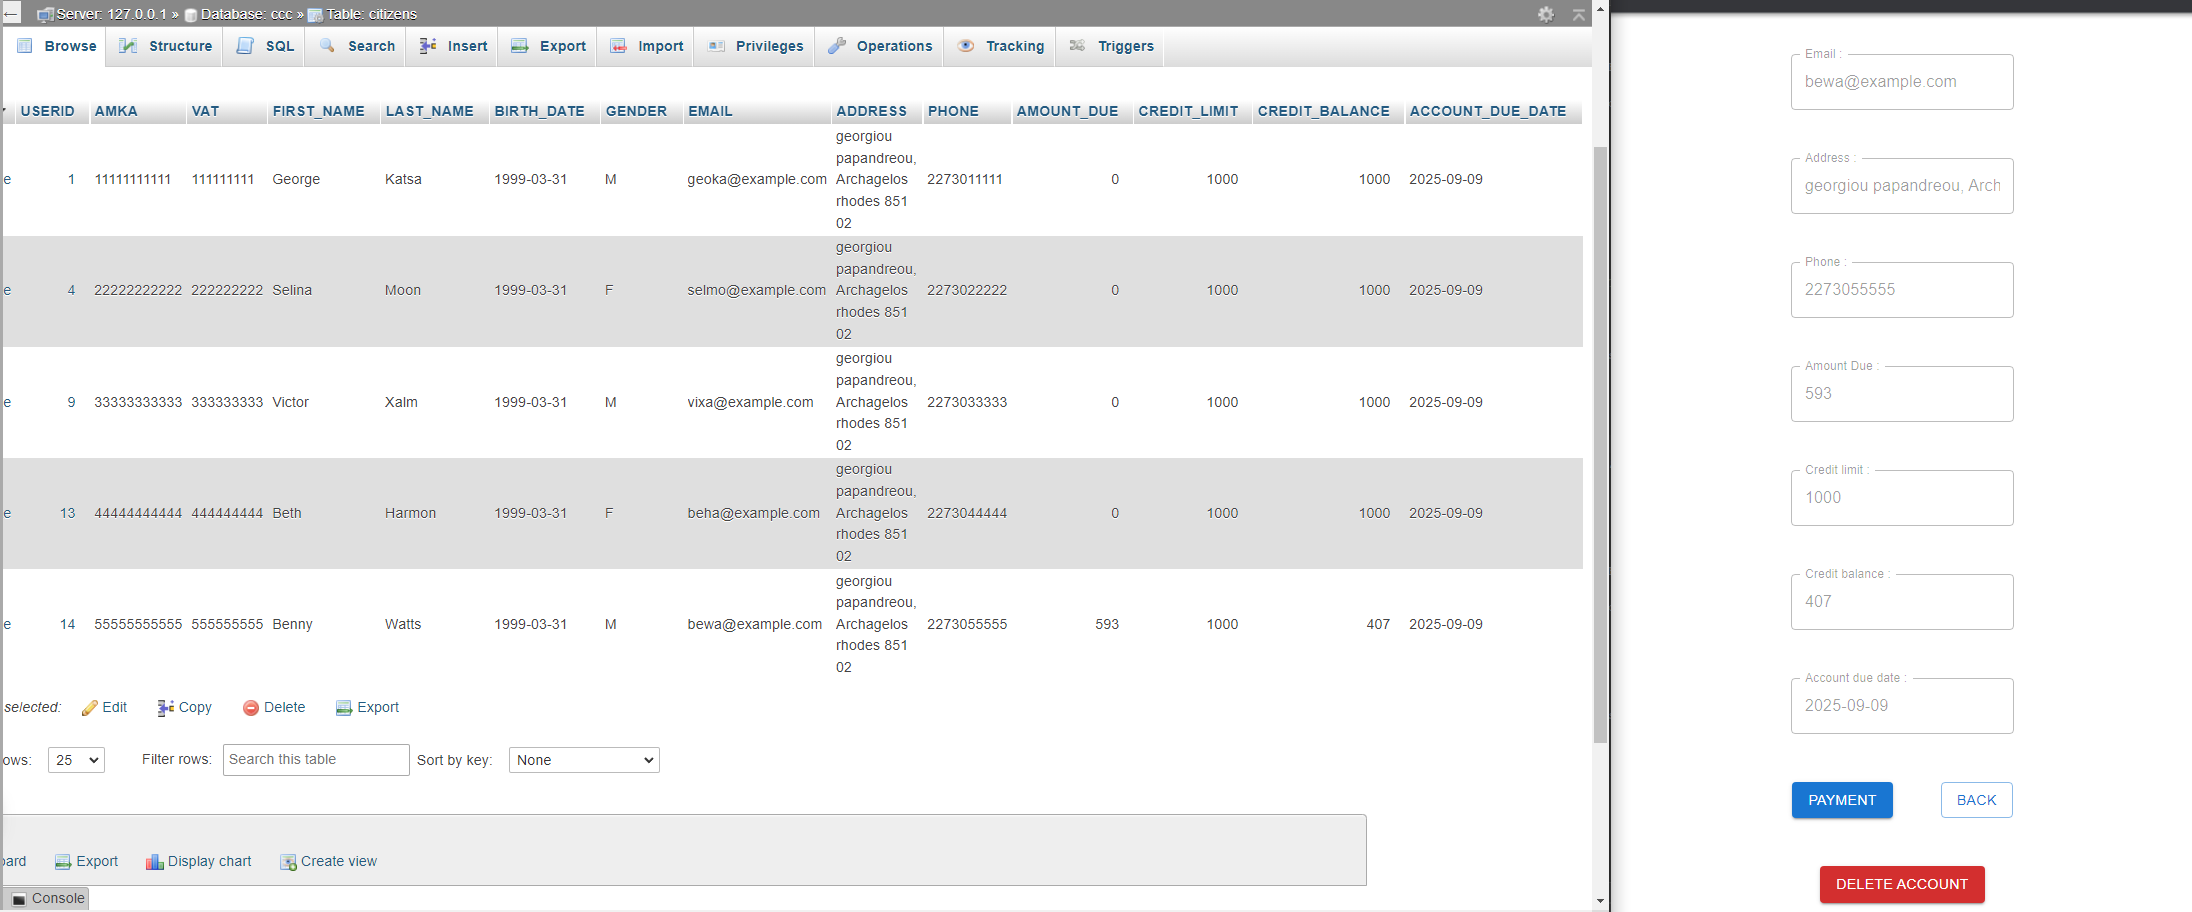 Server: 127.0.0.1 » Database: ccc » Table: citizens
Browse Structure SQL Search Insert Export Import Privileges Operations Tracking Triggers
USERID AMKA VAT FIRST_NAME LAST_NAME BIRTH_DATE GENDER EMAIL ADDRESS PHONE AMOUNT_DUE CREDIT_LIMIT CREDIT_BALANCE ACCOUNT_DUE_DATE
georgiou
papandreou,
e 1 11111111111 111111111 George Katsa 1999-03-31 M geoka@example.com Archagelos 2273011111 0 1000 1000 2025-09-09
rhodes 851
02
georgiou
papandreou,
e 4 22222222222 222222222 Selina Moon 1999-03-31 F selmo@example.com Archagelos 2273022222 0 1000 1000 2025-09-09
rhodes 851
02
georgiou
papandreou,
e 9 33333333333 333333333 Victor Xalm 1999-03-31 M vixa@example.com Archagelos 2273033333 0 1000 1000 2025-09-09
rhodes 851
02
georgiou
papandreou,
e 13 44444444444 444444444 Beth Harmon 1999-03-31 F beha@example.com Archagelos 2273044444 0 1000 1000 2025-09-09
rhodes 851
02
georgiou
papandreou,
e 14 55555555555 555555555 Benny Watts 1999-03-31 M bewa@example.com Archagelos 2273055555 593 1000 407 2025-09-09
rhodes 851
02
selected: Edit Copy Delete Export
ows: 25 Filter rows: Search this table Sort by key: None
oard Export Display chart Create view
Console
Email :
bewa@example.com
Address :
georgiou papandreou, Arch
Phone :
2273055555
Amount Due :
593
Credit limit :
1000
Credit balance :
407
Account due date :
2025-09-09
PAYMENT BACK
DELETE ACCOUNT